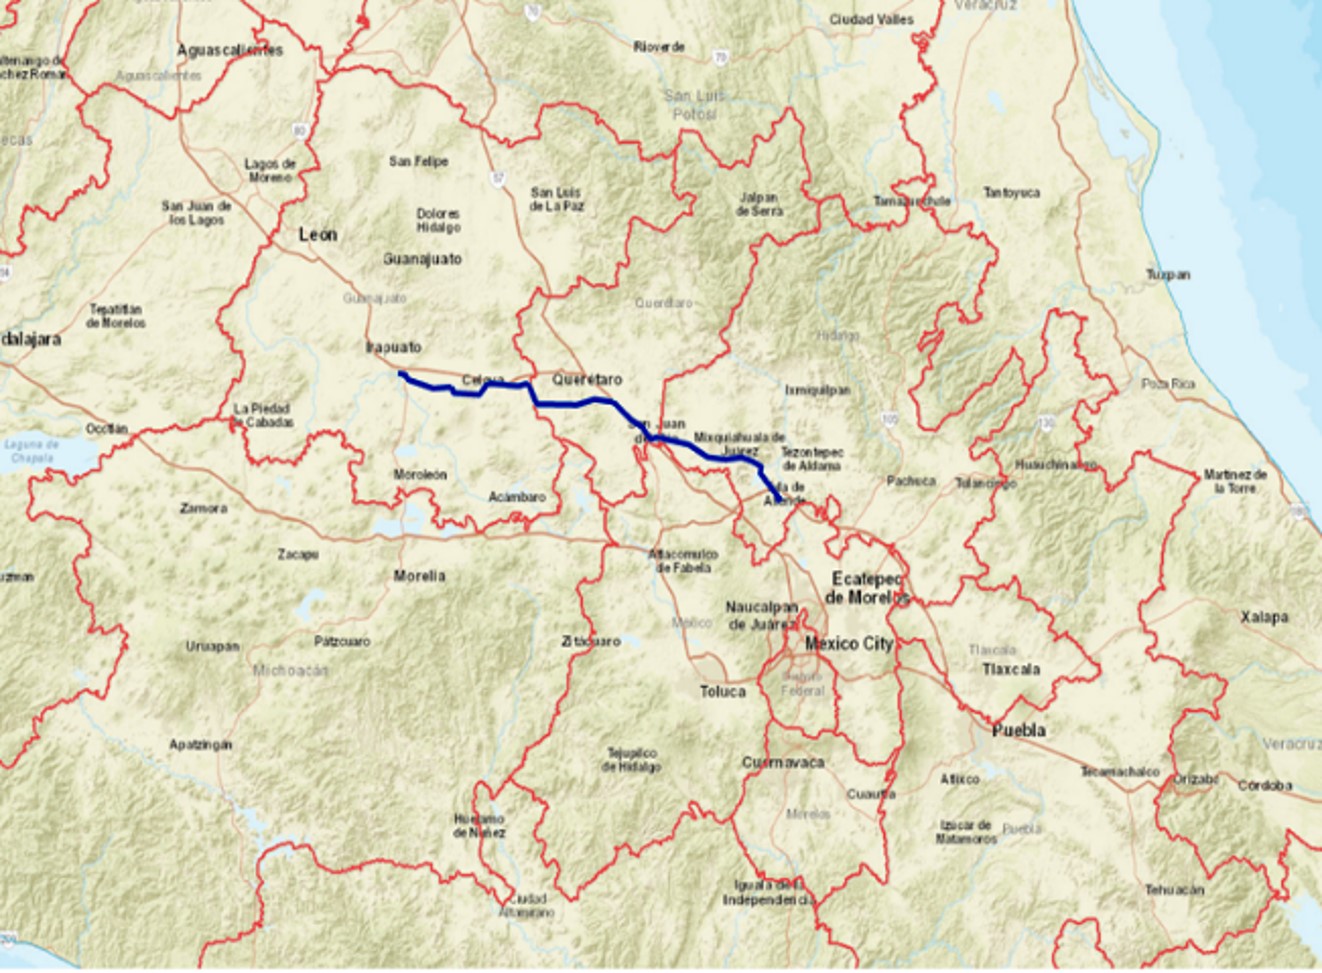 Ciudad Valles
Veracruz
70
Rioverde
70
Aguascalientes
Aguascalientes
San Luis
Potosí
80
Lagos de
Moreno
San Felipe
57
San Luis
de La Paz
Jalpan
de Serra
Tamazunchale
Tantoyuca
San Juan de
los Lagos
Dolores
Hidalgo
Leon
Guanajuato
Tuxpan
Guanajuato
Querétaro
Tepatitlán
de Morelos
dalajara
Irapuato
Hidalgo
Celaya
Querétaro
Ixmiquilpan
Poza Rica
La Piedad
de Cabadas
Ocotlán
Laguna de
Chapala
San Juan
105
130
Mixquiahuala de
Juárez
Tezontepec
de Aldama
Huauchinango
Moroleón
Acámbaro
Pachuca
Tulancingo
Martínez de
la Torre
Zamora
Zacapu
Atlacomulco
de Fabela
Morelia
Ecatepec
de Morelos
Naucalpan
de Juárez
México
Xalapa
Uruapan
Pátzcuaro
Zitácuaro
Mexico City
Michoacán
Tlaxcala
Tlaxcala
Toluca
Distrito
Federal
Puebla
Apatzingán
Tejupilco
de Hidalgo
Cuernavaca
Veracruz
Atlixco
Tecamachalco
Orizaba
Córdoba
Cuautla
Morelos
Huetamo
de Núñez
Izúcar de
Matamoros
Puebla
Iguala de la
Independencia
Ciudad
Altamirano
Tehuacán